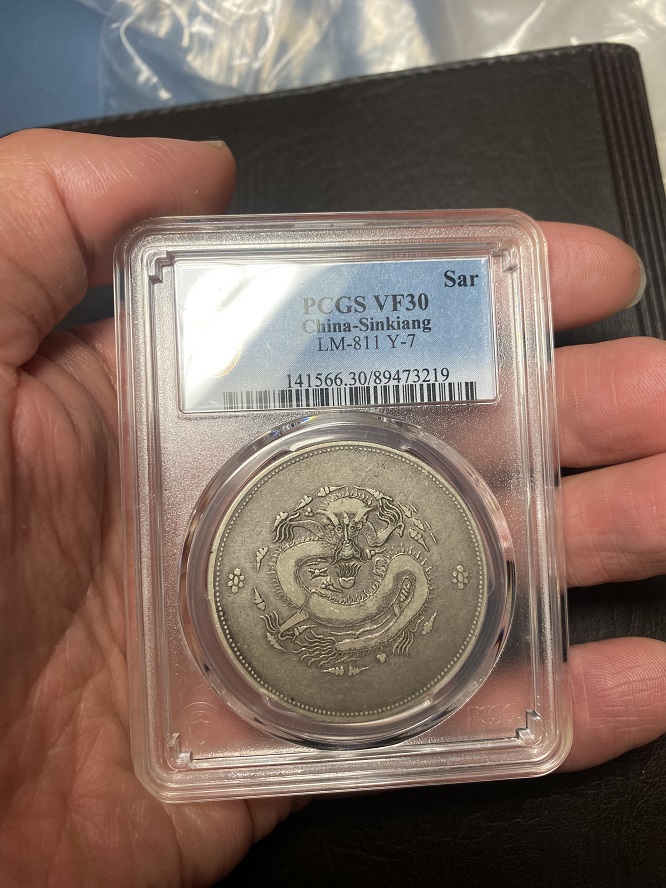 Sar
PCGS VF30
China-Sinkiang
LM-811 Y-7
141566.30/89473219